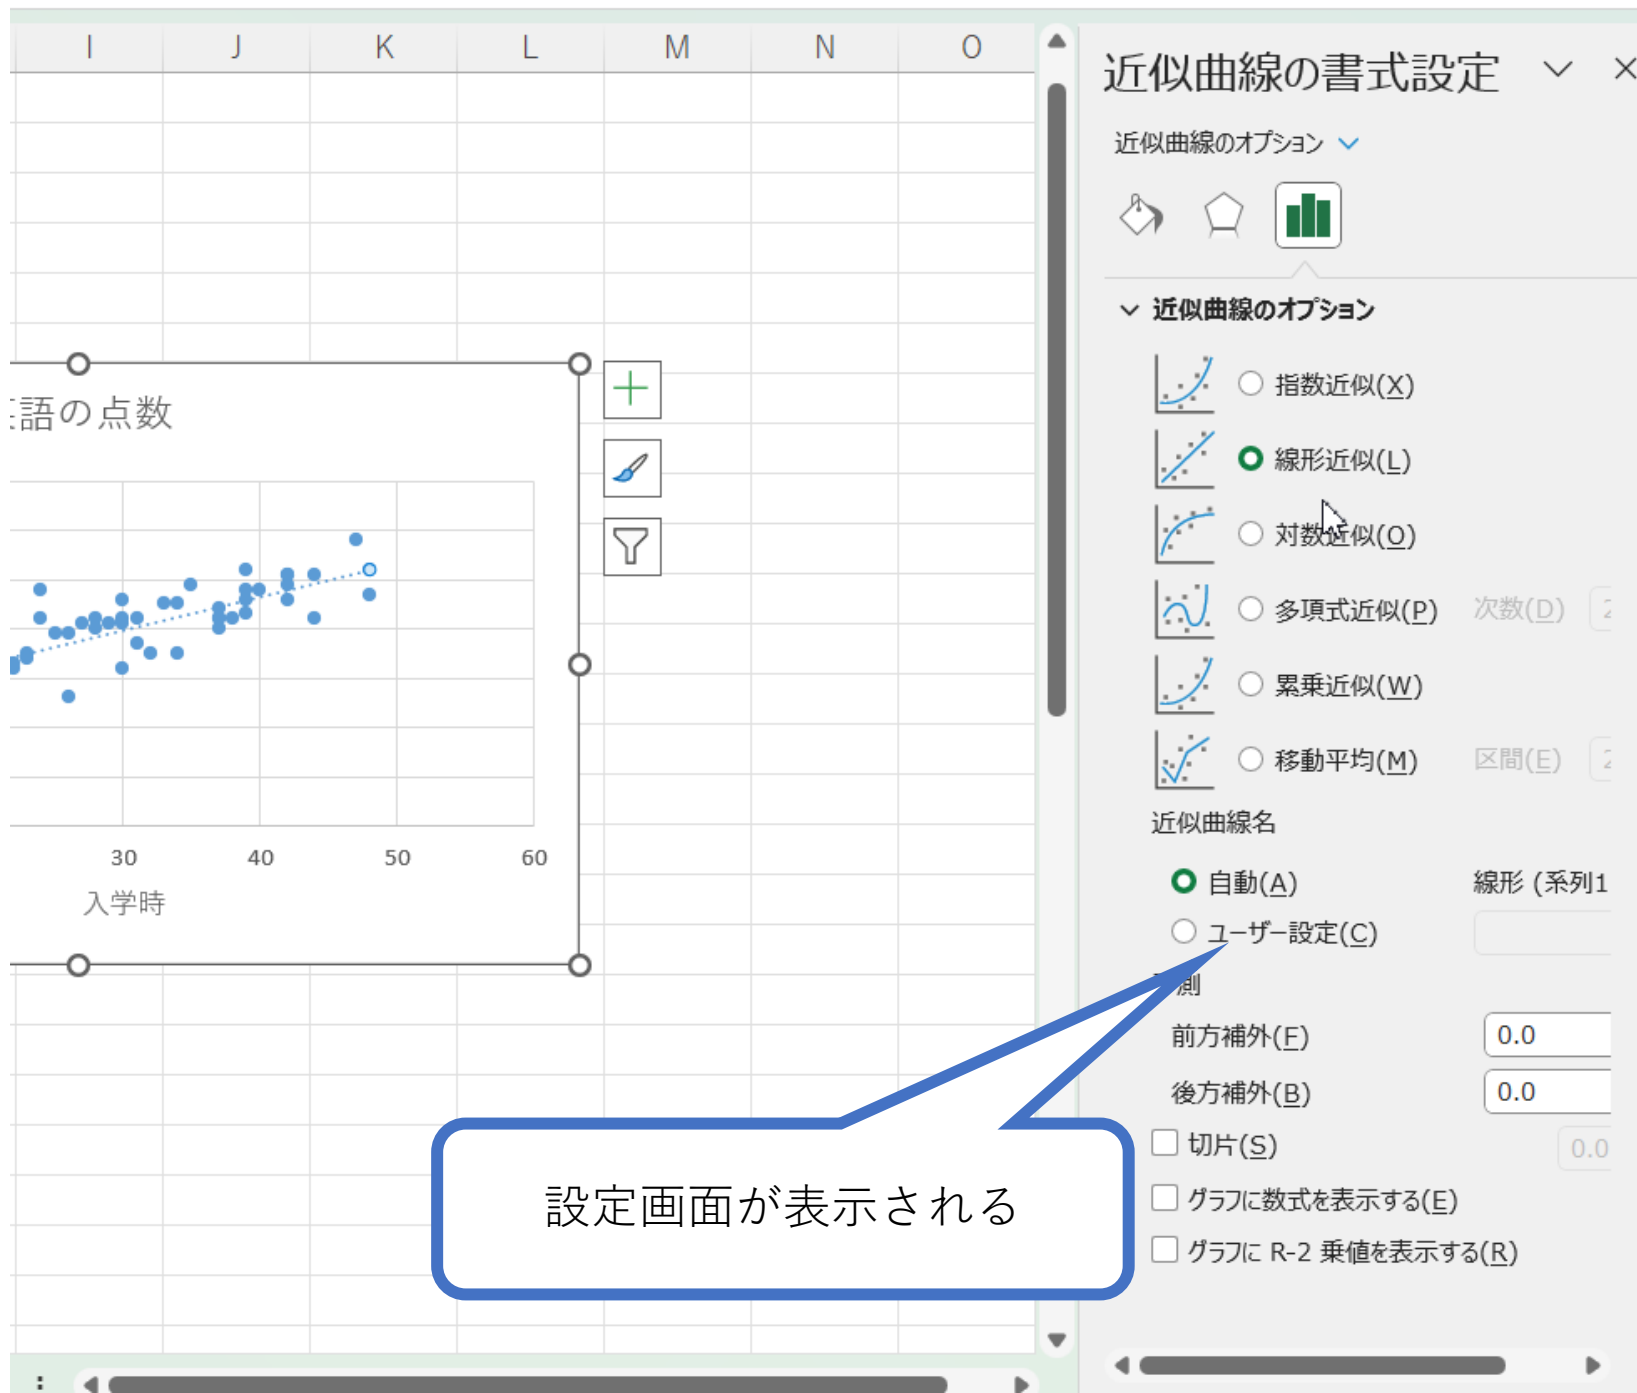 I J K L M N O
語の点数
30 40 50 60
入学時
設定画面が表示される
近似曲線の書式設定
近似曲線のオプション
近似曲線のオプション
指数近似(X)
線形近似(L)
対数近似(O)
多項式近似(P) 次数(D) 2
累乗近似(W)
移動平均(M) 区間(E) 2
近似曲線名
自動(A) 線形 (系列1
ユーザー設定(C)
測
前方補外(F) 0.0
後方補外(B) 0.0
切片(S) 0.0
グラフに数式を表示する(E)
グラフに R-2 乗値を表示する(R)